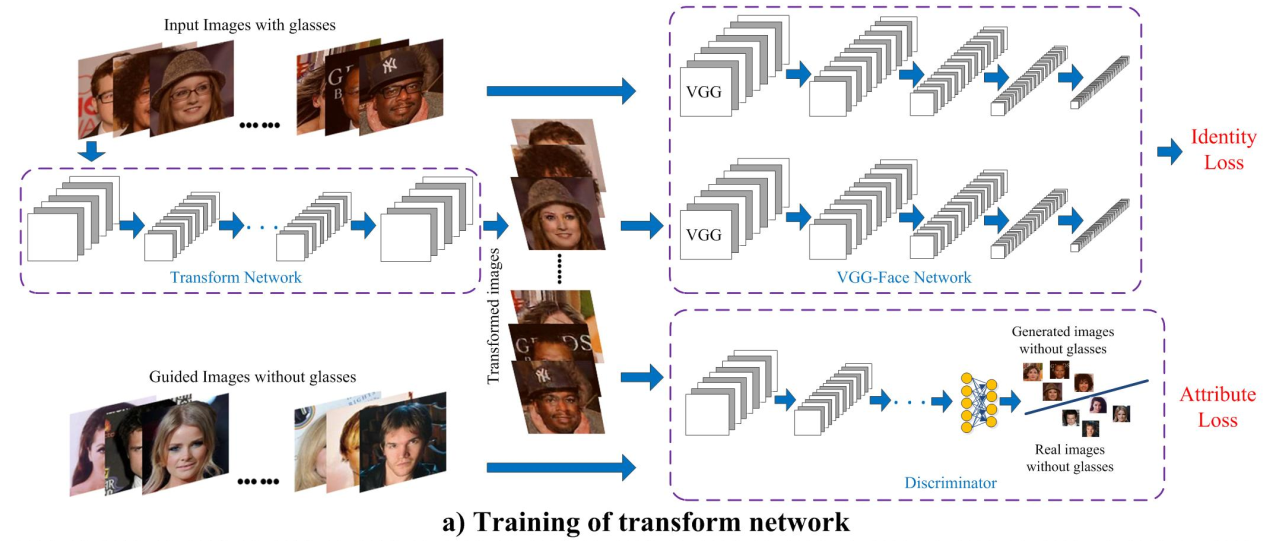 Input Images with glasses
VGG
Identity
Loss
VGG
Transform Network
VGG-Face Network
Transformed images
Generated images
without glasses
Guided Images without glasses
Attribute
Loss
Real images
without glasses
Discriminator
a) Training of transform network